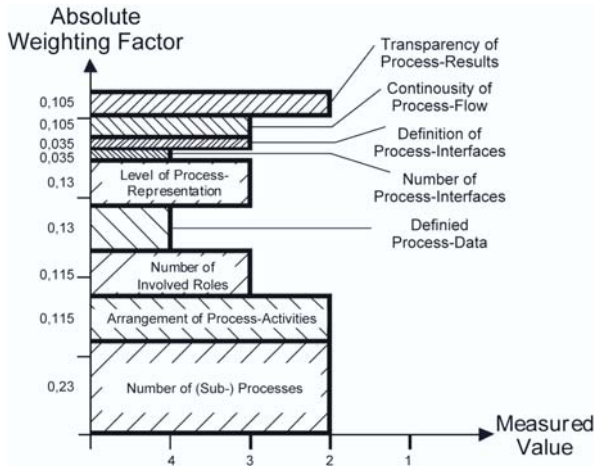 Absolute
Weighting Factor
Transparency of
Process-Results
Continousity of
Process-Flow
Definition of
Process-Interfaces
Number of
Process-Interfaces
Definied
Process-Data
0,105
0,105
0,035
0,035
0,13
Level of Process-
Representation
0,13
0,115
Number of
Involved Roles
0,115
Arrangement of Process-Activities
0,23
Number of (Sub-) Processes
4
3
2
1
Measured
Value